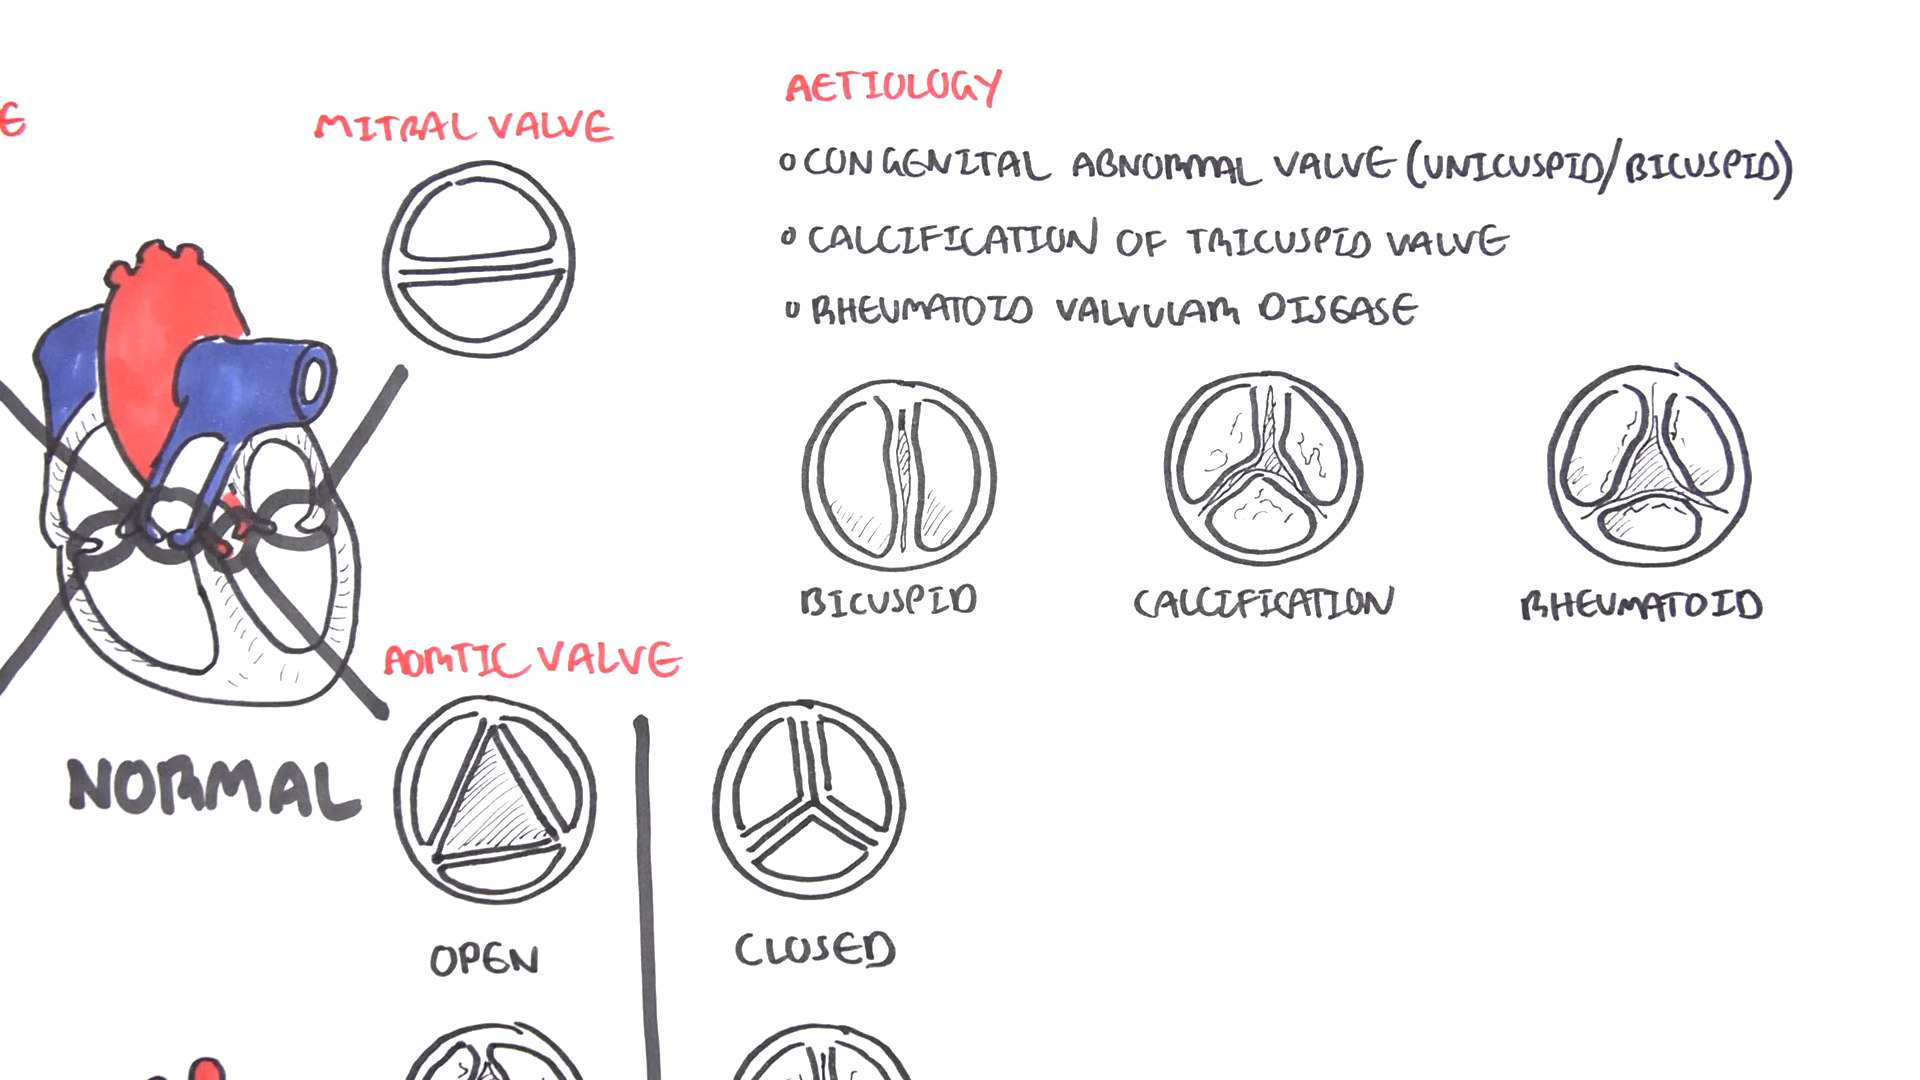 E
MITRAL VALVE
AETIOLOGY
o CONGENITAL ABNORMAL VALVE (UNICUSPID/BICUSPID)
o CALCIFICATION OF TRICUSPID VALVE
o RHEUMATOID VALVULAR DISEASE
BICUSPID
CALCIFICATION
RHEUMATOID
AORTIC VALVE
NORMAL
OPEN
CLOSED